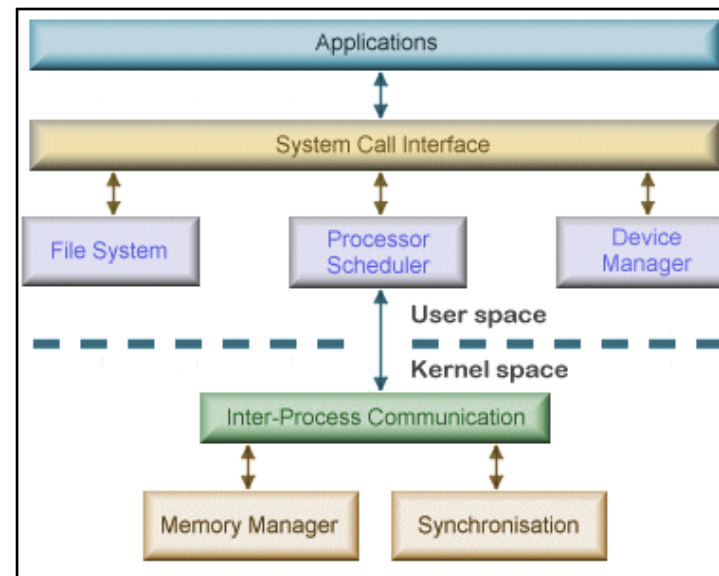 Applications
System Call Interface
File System
Processor
Scheduler
Device
Manager
User space
Kernel space
Inter-Process Communication
Memory Manager
Synchronisation